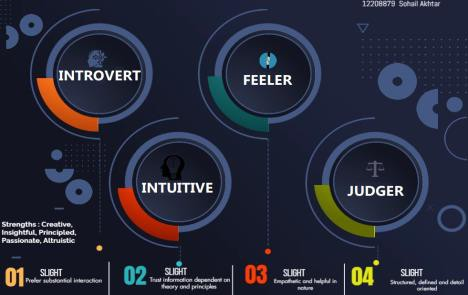 12208879 Sohail Akhtar
INTROVERT
FEELER
INTUITIVE
JUDGER
Strengths : Creative,
Insightful, Principled,
Passionate, Altruistic
01 SLIGHT
Prefer substantial interaction
02 SLIGHT
Trust information dependent on
theory and principles
03 SLIGHT
Empathetic and helpful in
nature
04 SLIGHT
Structured, defined and detail
oriented